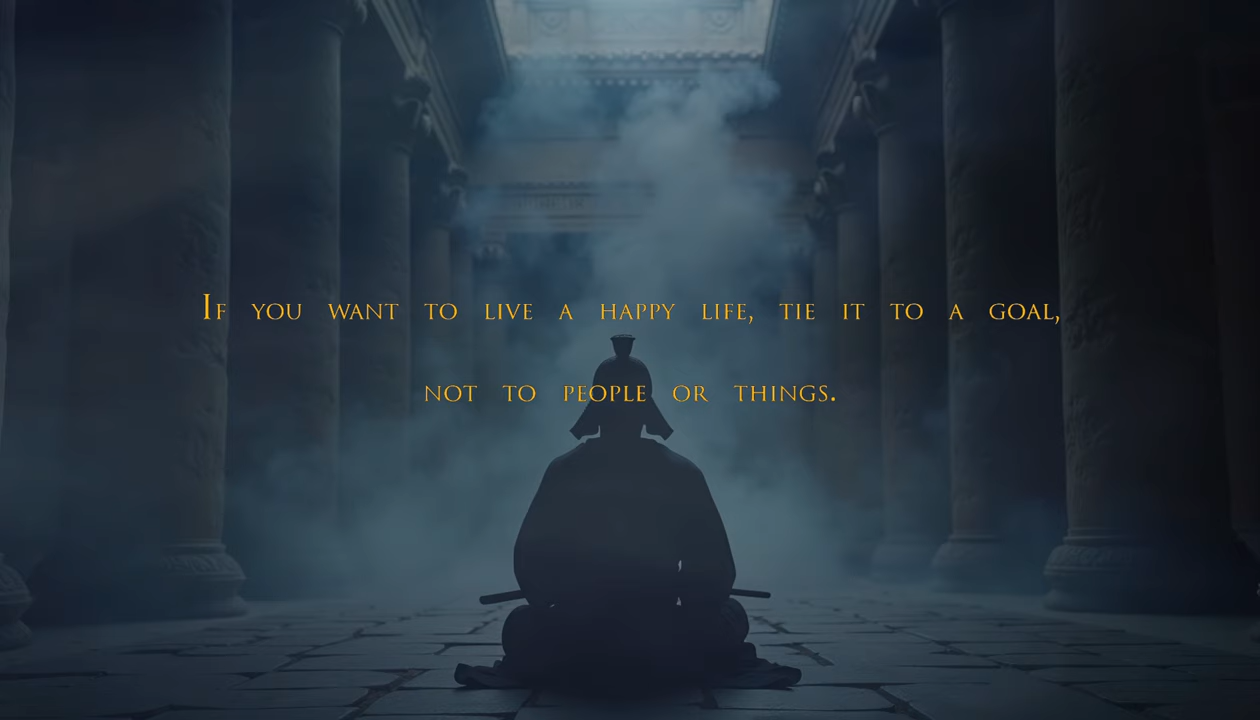 If you want to live a happy life, tie it to a goal,
not to people or things.